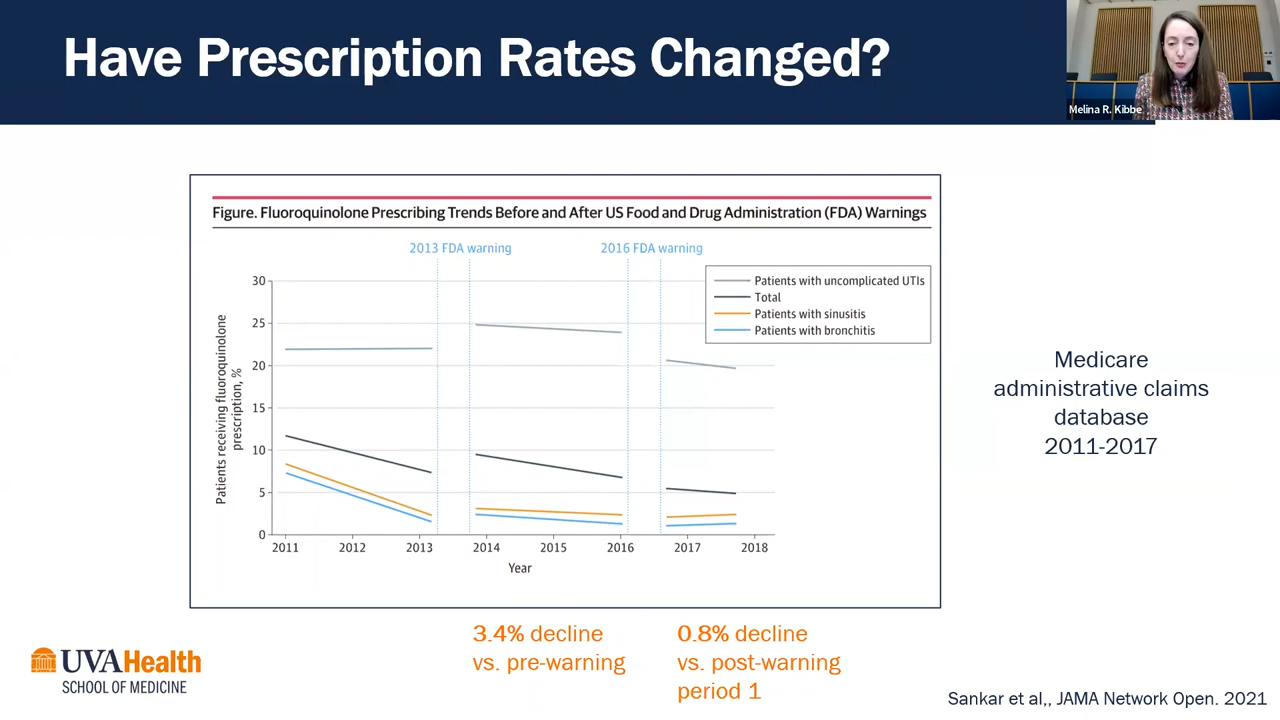 Have Prescription Rates Changed?
Melina R. Kibbe
Figure. Fluoroquinolone Prescribing Trends Before and After US Food and Drug Administration (FDA) Warnings
2013 FDA warning
2016 FDA warning
Patients with uncomplicated UTIs
Total
Patients with sinusitis
Patients with bronchitis
Patients receiving fluoroquinolone
prescription, %
30
25
20
15
10
5
0
2011 2012 2013 2014 2015 2016 2017 2018
Year
Medicare
administrative claims
database
2011-2017
3.4% decline
vs. pre-warning
0.8% decline
vs. post-warning
period 1
UVAHealth
SCHOOL OF MEDICINE
Sankar et al,, JAMA Network Open. 2021